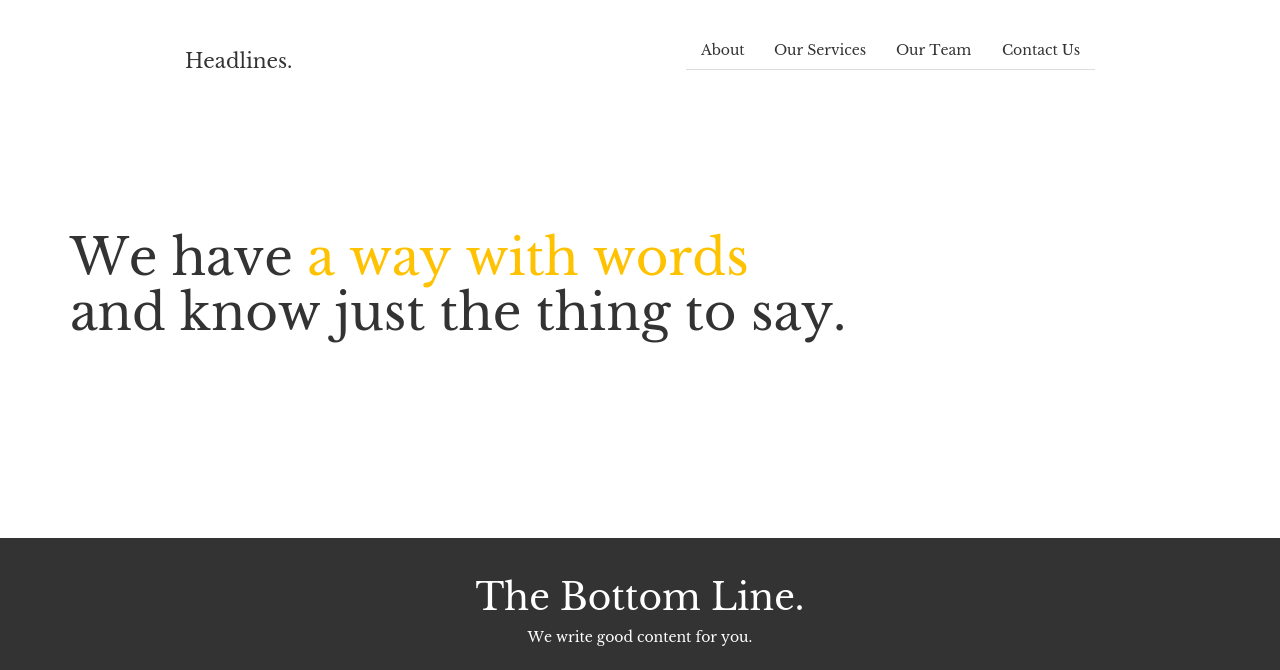 Headlines.
About
Our Services
Our Team
Contact Us
We have a way with words
and know just the thing to say.
The Bottom Line.
We write good content for you.